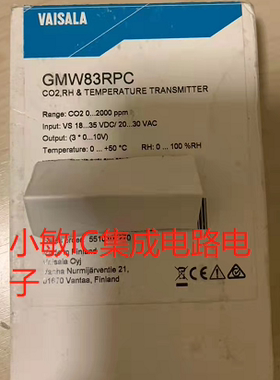 VAISALA
GMW83RPC
CO2,RH & TEMPERATURE TRANSMITTER
Range: CO2 0...2000 ppm
Input: VS 18...35 VDC/ 20...30 VAC
Output: (3 * 0...10V)
Temperature: 0 ... +50 °C RH: 0 ... 100 %RH
小敏IC集成电路电
子
Finland
Vaisala Oyj
Vanha Nurmijärventie 21,
01670 Vantaa, Finland